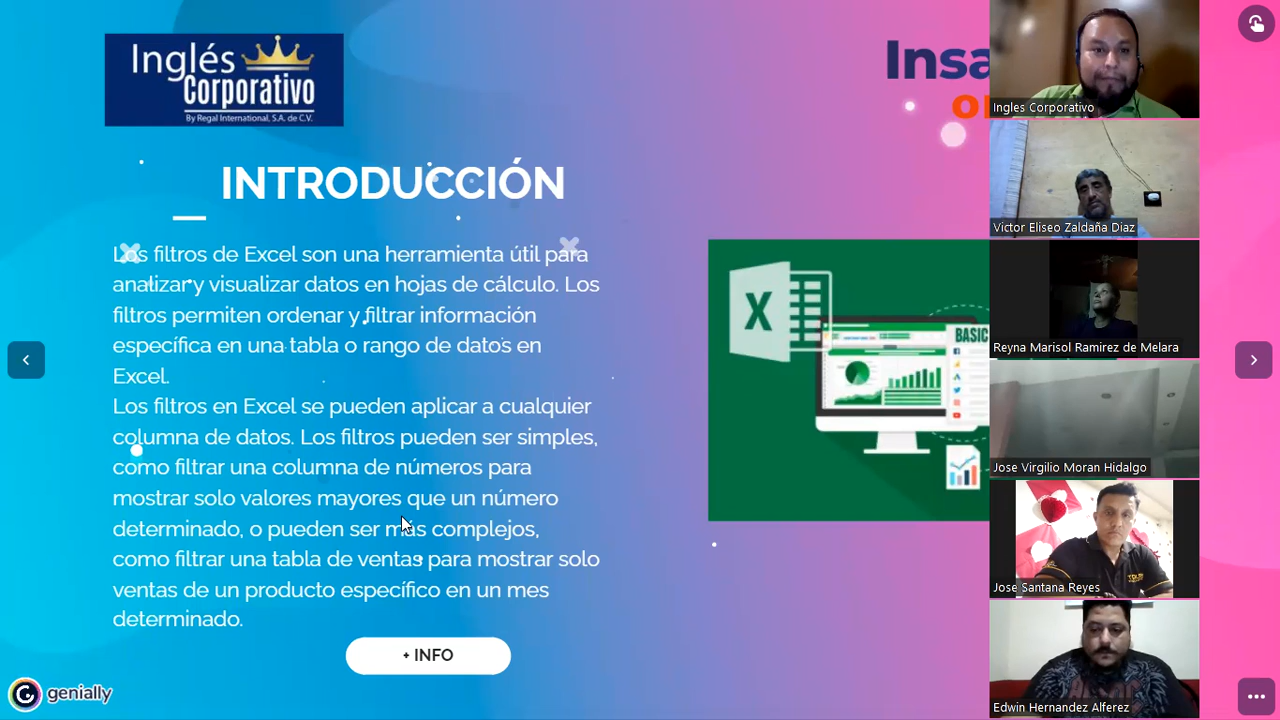 Inglés
Corporativo
By Regal International, S.A. de C.V.
Insa
INTRODUCCIÓN
Los filtros de Excel son una herramienta útil para
analizar y visualizar datos en hojas de cálculo. Los
filtros permiten ordenar y filtrar información
específica en una tabla o rango de datos en
Excel.
Los filtros en Excel se pueden aplicar a cualquier
columna de datos. Los filtros pueden ser simples,
como filtrar una columna de números para
mostrar solo valores mayores que un número
determinado, o pueden ser más complejos,
como filtrar una tabla de ventas para mostrar solo
ventas de un producto específico en un mes
determinado.
+ INFO
genially
X
BASIC
Ingles Corporativo
Víctor Eliseo Zaldaña Díaz
Reyna Marisol Ramirez de Melara
Jose Virgilio Moran Hidalgo
Jose Santana Reyes
Edwin Hernandez Alferez